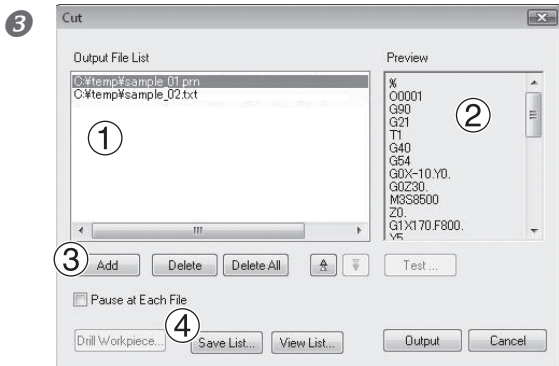 3
Cut
Output File List
Preview
C:¥temp¥sample_01.prn
C:¥temp¥sample_02.txt
1
%
O0001
G90
G21
T1
G40
G54
G0X-10.Y0.
G0Z30.
M3S8500
Z0.
G1X170.F800.
Y5.
2
3
Add
Delete
Delete All
Test ...
Pause at Each File
4
Drill Workpiece...
Save List...
View List...
Output
Cancel